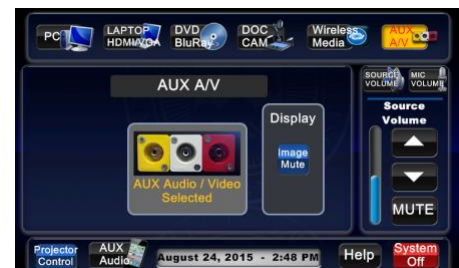 PC
LAPTOP
HDMI/VGA
DVD
BluRay
DOC
CAM
Wireless
Media
AUX
A/V
AUX A/V
SOURCE
VOLUME
MIC
VOLUME
Source
Volume
Display
Image
Mute
AUX Audio / Video
Selected
MUTE
Projector
Control
AUX
Audio
August 24, 2015 - 2:48 PM
Help
System
Off